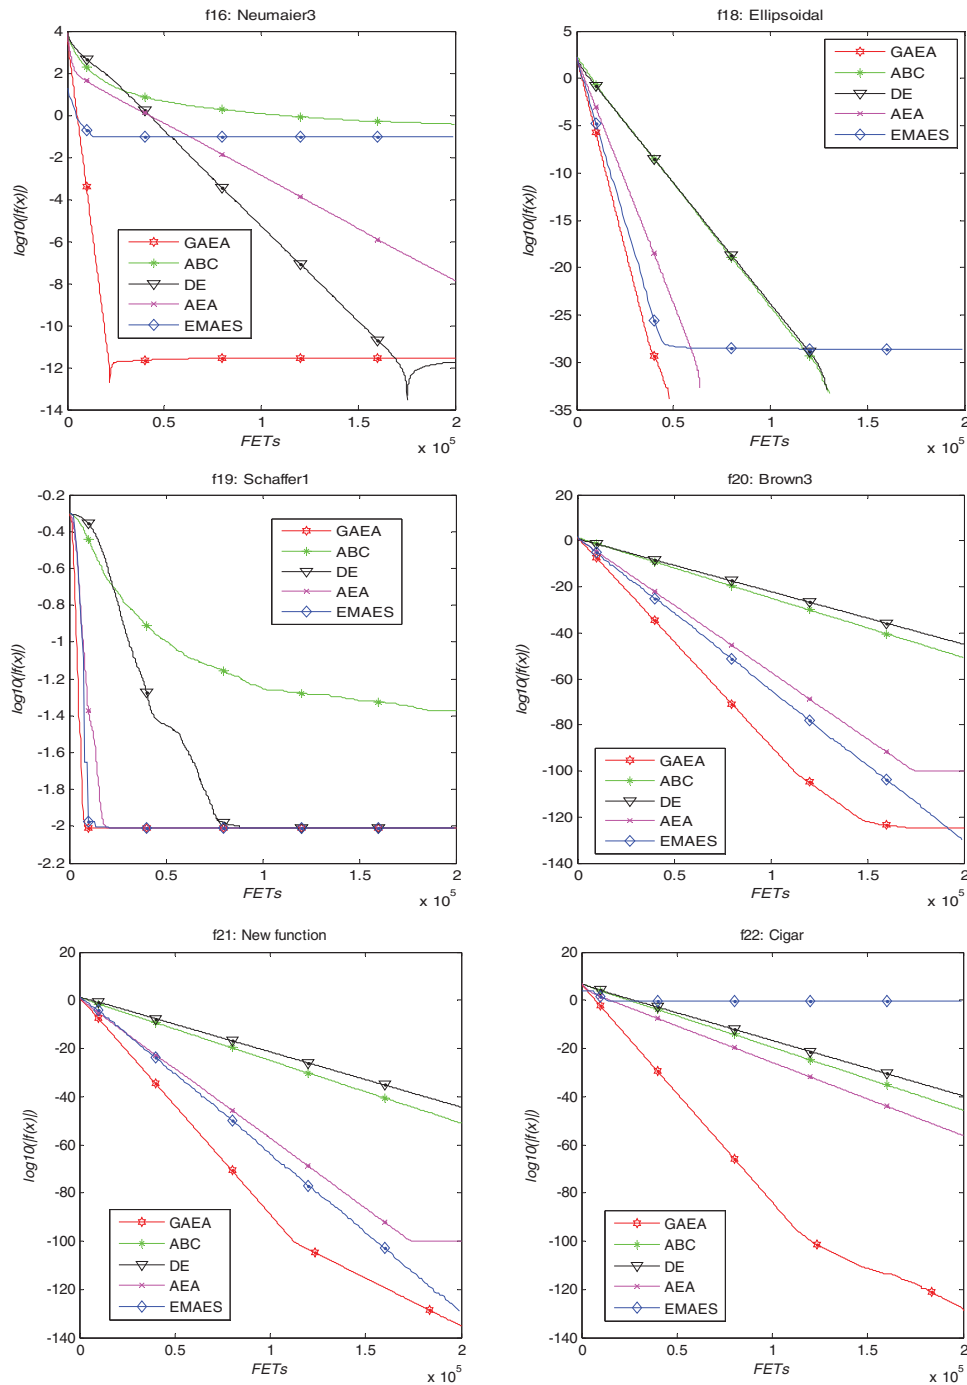 f16: Neumaier3
4
2
0
-2
-4
-6
-8
-10
-12
-14
log10(|f(x)|)
GAEA
ABC
DE
AEA
EMAES
0
0.5
1
1.5
2
FETs
x 10^5
f18: Ellipsoidal
5
0
-5
-10
-15
-20
-25
-30
-35
log10(|f(x)|)
GAEA
ABC
DE
AEA
EMAES
0
0.5
1
1.5
2
FETs
x 10^5
f19: Schaffer1
-0.2
-0.4
-0.6
-0.8
-1
-1.2
-1.4
-1.6
-1.8
-2
-2.2
log10(|f(x)|)
GAEA
ABC
DE
AEA
EMAES
0
0.5
1
1.5
2
FETs
x 10^5
f20: Brown3
20
0
-20
-40
-60
-80
-100
-120
-140
log10(|f(x)|)
GAEA
ABC
DE
AEA
EMAES
0
0.5
1
1.5
2
FETs
x 10^5
f21: New function
20
0
-20
-40
-60
-80
-100
-120
-140
log10(|f(x)|)
GAEA
ABC
DE
AEA
EMAES
0
0.5
1
1.5
2
FETs
x 10^5
f22: Cigar
20
0
-20
-40
-60
-80
-100
-120
-140
log10(|f(x)|)
GAEA
ABC
DE
AEA
EMAES
0
0.5
1
1.5
2
FETs
x 10^5